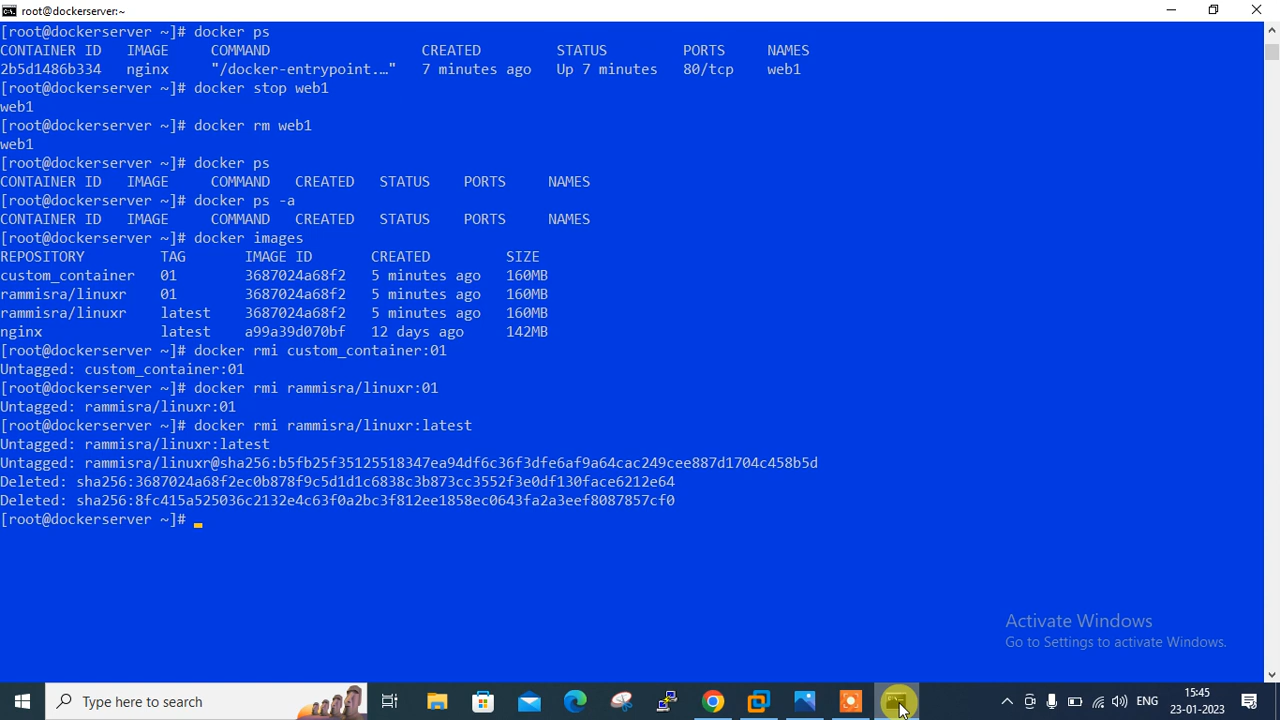 root@dockerserver:~
[root@dockerserver ~]# docker ps
CONTAINER ID   IMAGE     COMMAND                  CREATED         STATUS         PORTS     NAMES
2b5d1486b334   nginx     "/docker-entrypoint.…"   7 minutes ago   Up 7 minutes   80/tcp    web1
[root@dockerserver ~]# docker stop web1
web1
[root@dockerserver ~]# docker rm web1
web1
[root@dockerserver ~]# docker ps
CONTAINER ID   IMAGE     COMMAND   CREATED   STATUS    PORTS     NAMES
[root@dockerserver ~]# docker ps -a
CONTAINER ID   IMAGE     COMMAND   CREATED   STATUS    PORTS     NAMES
[root@dockerserver ~]# docker images
REPOSITORY         TAG       IMAGE ID       CREATED         SIZE
custom_container   01        3687024a68f2   5 minutes ago   160MB
rammisra/linuxr    01        3687024a68f2   5 minutes ago   160MB
rammisra/linuxr    latest    3687024a68f2   5 minutes ago   160MB
nginx              latest    a99a39d070bf   12 days ago     142MB
[root@dockerserver ~]# docker rmi custom_container:01
Untagged: custom_container:01
[root@dockerserver ~]# docker rmi rammisra/linuxr:01
Untagged: rammisra/linuxr:01
[root@dockerserver ~]# docker rmi rammisra/linuxr:latest
Untagged: rammisra/linuxr:latest
Untagged: rammisra/linuxr@sha256:b5fb25f35125518347ea94df6c36f3dfe6af9a64cac249cee887d1704c458b5d
Deleted: sha256:3687024a68f2ec0b878f9c5d1d1c6838c3b873cc3552f3e0df130face6212e64
Deleted: sha256:8fc415a525036c2132e4c63f0a2bc3f812ee1858ec0643fa2a3eef8087857cf0
[root@dockerserver ~]#
Activate Windows
Go to Settings to activate Windows.
Type here to search
ENG
15:45
23-01-2023